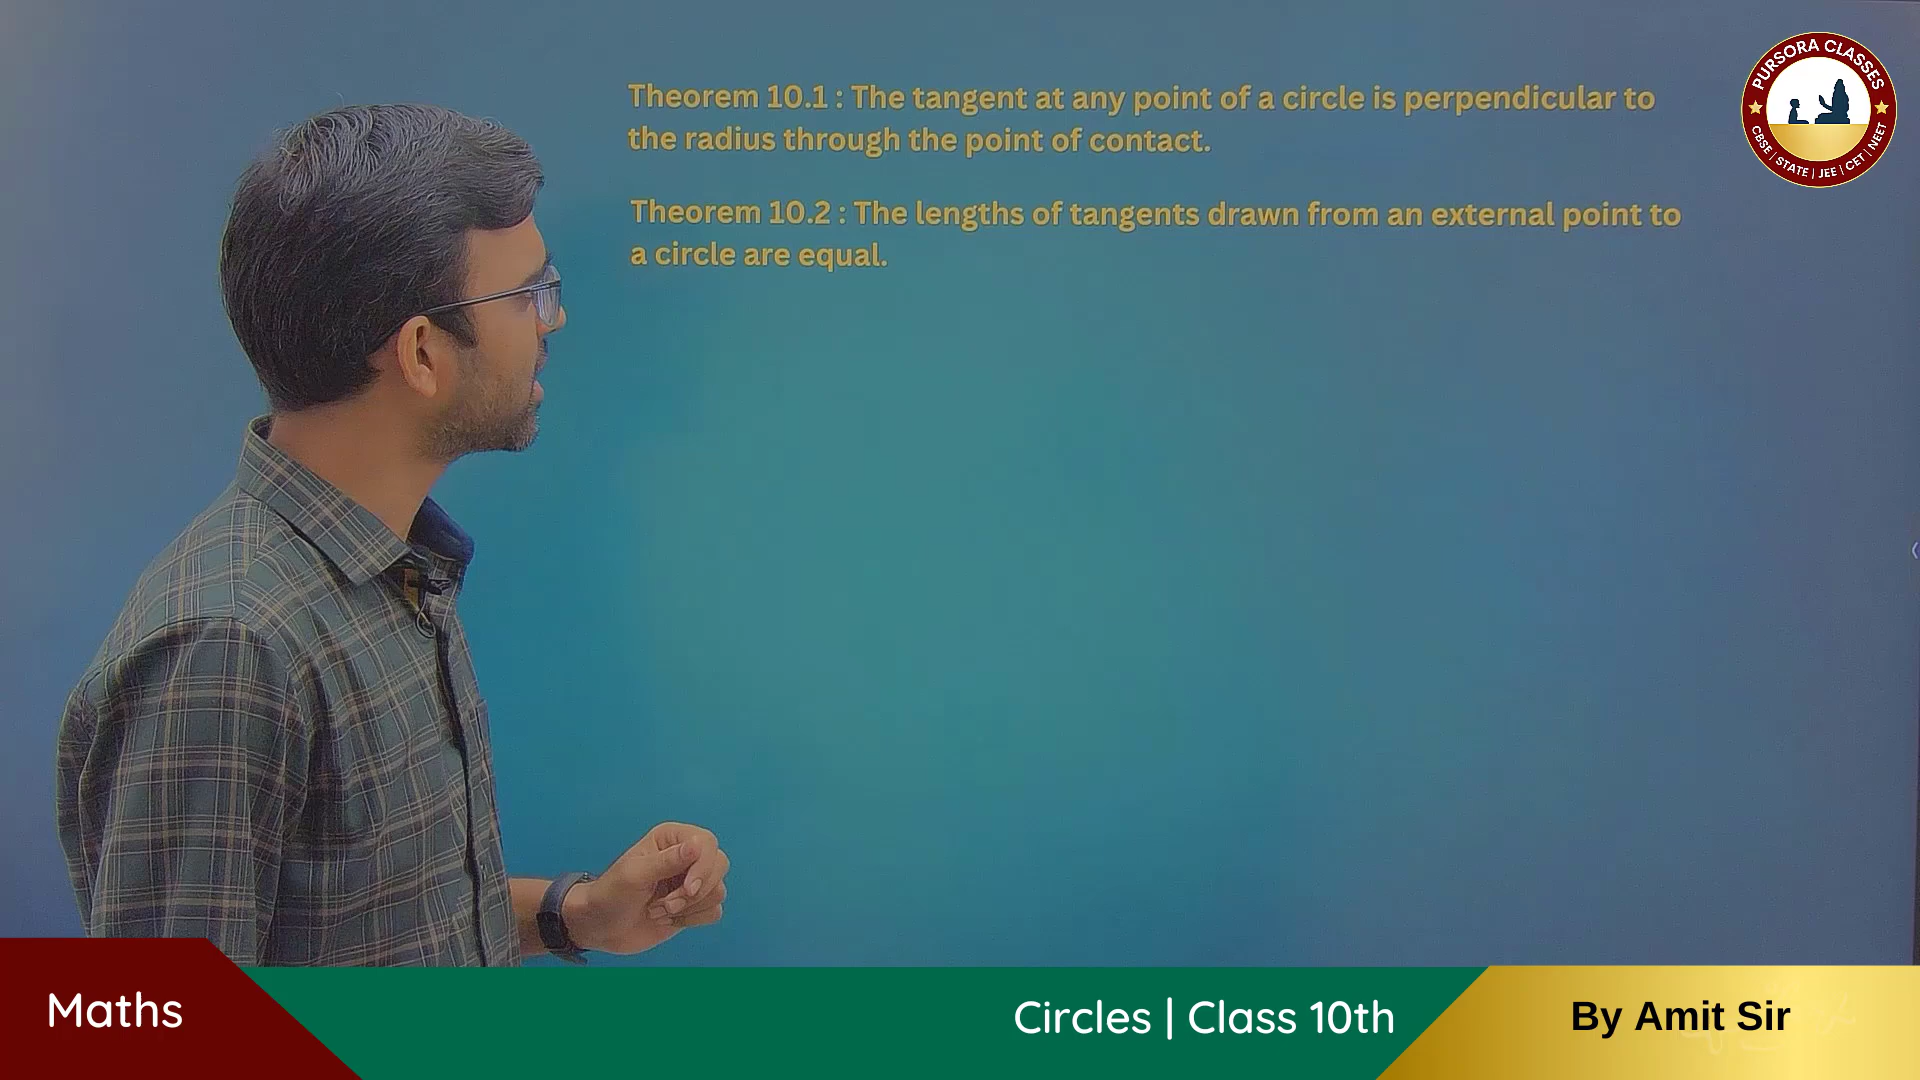 Theorem 10.1 : The tangent at any point of a circle is perpendicular to
the radius through the point of contact.
Theorem 10.2 : The lengths of tangents drawn from an external point to
a circle are equal.
PURSORA CLASSES
CBSE | STATE | JEE | CET | NEET
Maths
Circles | Class 10th
By Amit Sir